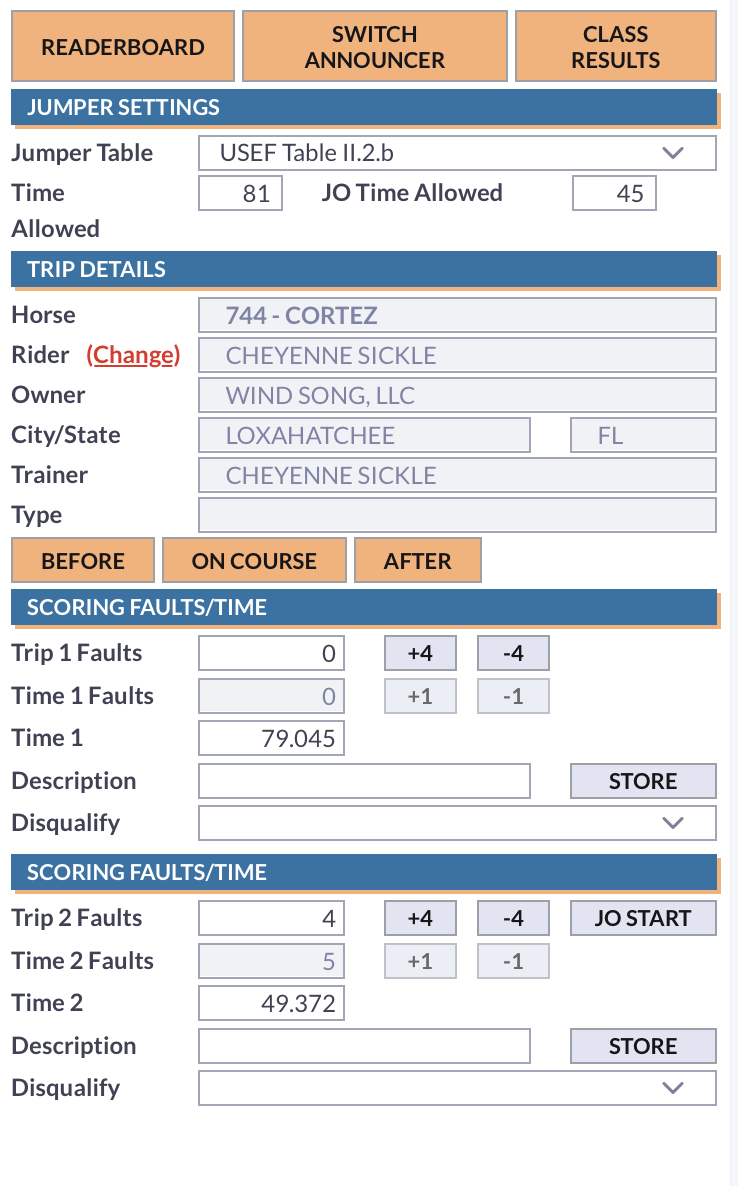 READERBOARD
SWITCH ANNOUNCER
CLASS RESULTS
JUMPER SETTINGS
Jumper Table USEF Table II.2.b
Time Allowed 81 JO Time Allowed 45
TRIP DETAILS
Horse 744 - CORTEZ
Rider (Change) CHEYENNE SICKLE
Owner WIND SONG, LLC
City/State LOXAHATCHEE FL
Trainer CHEYENNE SICKLE
Type
BEFORE ON COURSE AFTER
SCORING FAULTS/TIME
Trip 1 Faults 0 +4 -4
Time 1 Faults 0 +1 -1
Time 1 79.045
Description STORE
Disqualify
SCORING FAULTS/TIME
Trip 2 Faults 4 +4 -4 JO START
Time 2 Faults 5 +1 -1
Time 2 49.372
Description STORE
Disqualify